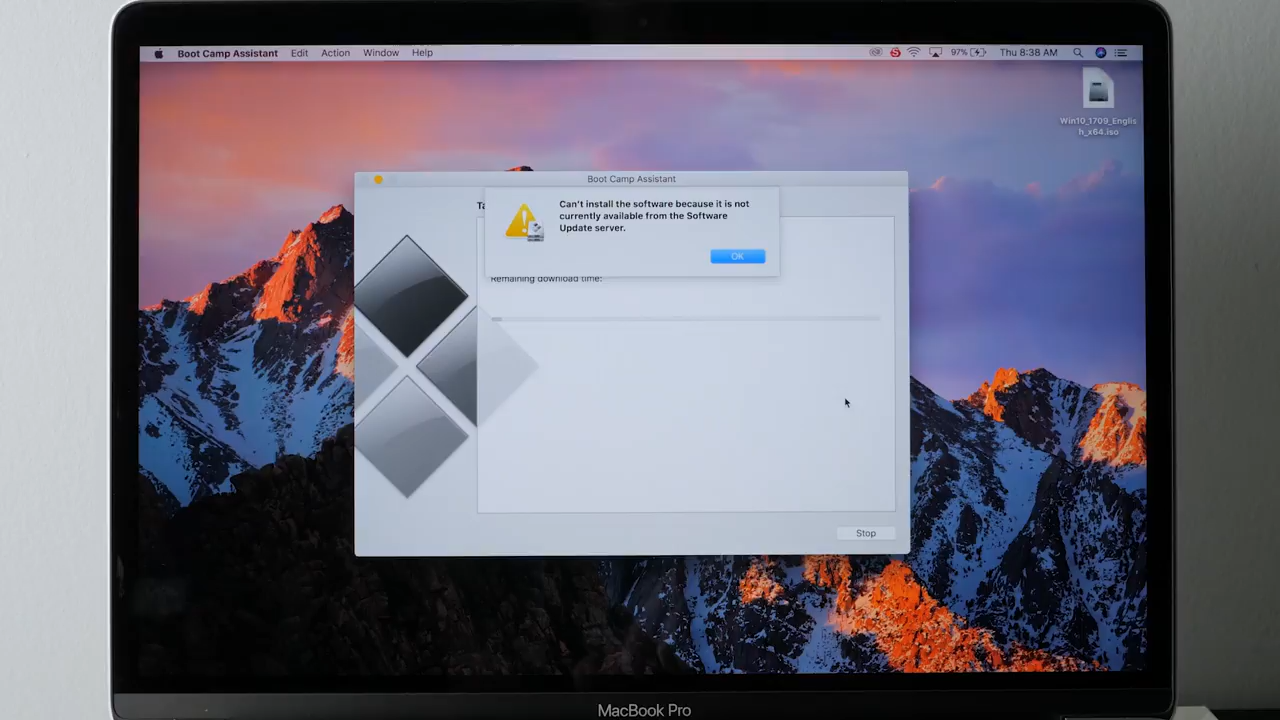 Boot Camp Assistant Edit Action Window Help 97% Thu 8:38 AM
Win10_1709_Englis
h_x64.iso
Boot Camp Assistant
Can't install the software because it is not
currently available from the Software
Update server.
OK
Remaining download time:
Stop
MacBook Pro